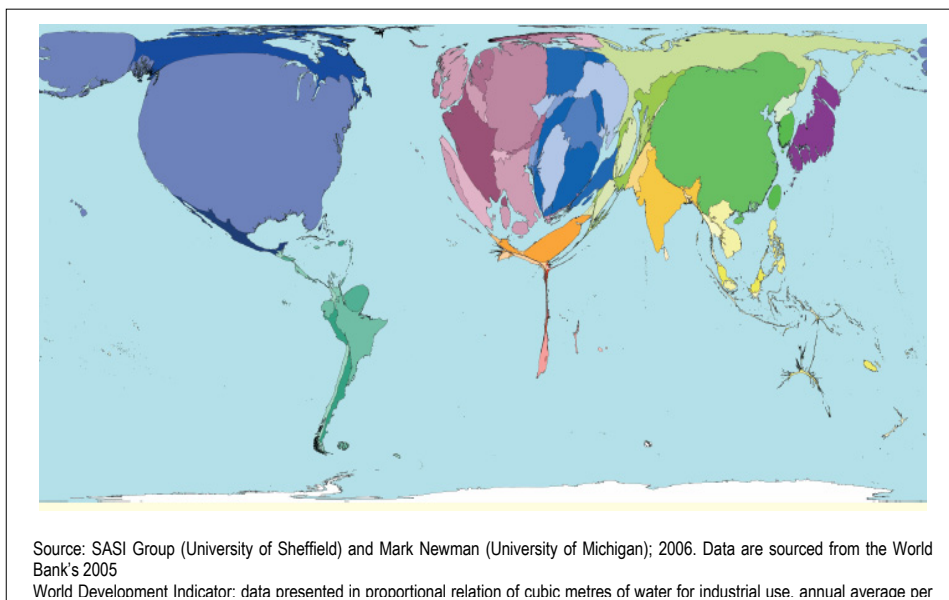 Source: SASI Group (University of Sheffield) and Mark Newman (University of Michigan); 2006. Data are sourced from the World
Bank's 2005
World Development Indicator; data presented in proportional relation of cubic metres of water for industrial use, annual average per